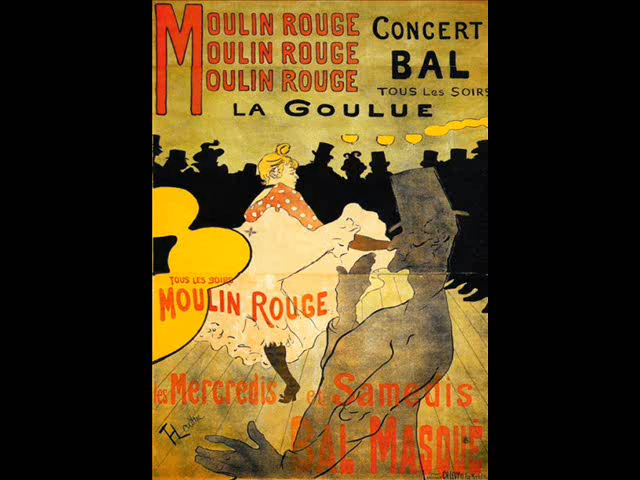 MOULIN ROUGE CONCERT
MOULIN ROUGE BAL
MOULIN ROUGE TOUS LES SOIRS
LA GOULUE
TOUS LES SOIRS
MOULIN ROUGE
les Mercredis et Samedis
BAL MASQUÉ